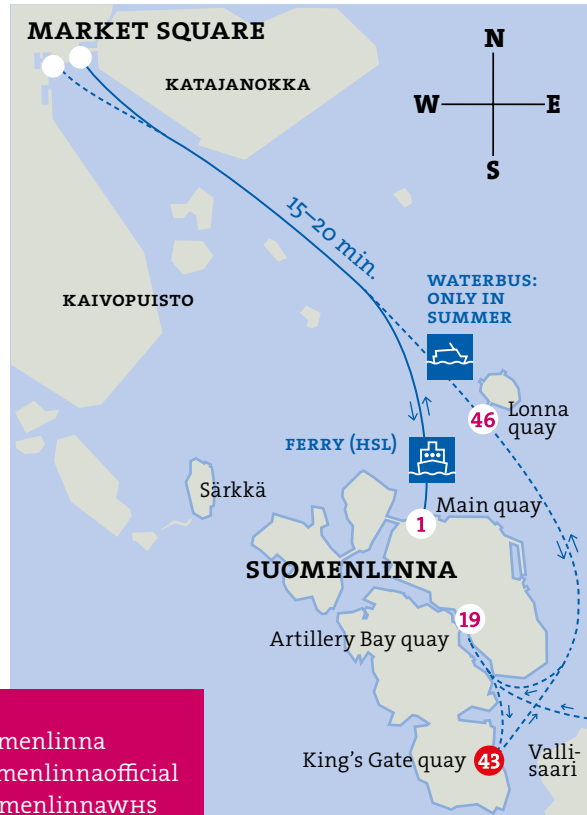 MARKET SQUARE
KATAJANOKKA
N
W
E
S
15–20 min.
KAIVOPUISTO
WATERBUS:
ONLY IN
SUMMER
46
Lonna
quay
FERRY (HSL)
Särkkä
Main quay
1
SUOMENLINNA
19
Artillery Bay quay
King's Gate quay
43
Valli-
saari
menlinna
menlinnaofficial
menlinnaWHS